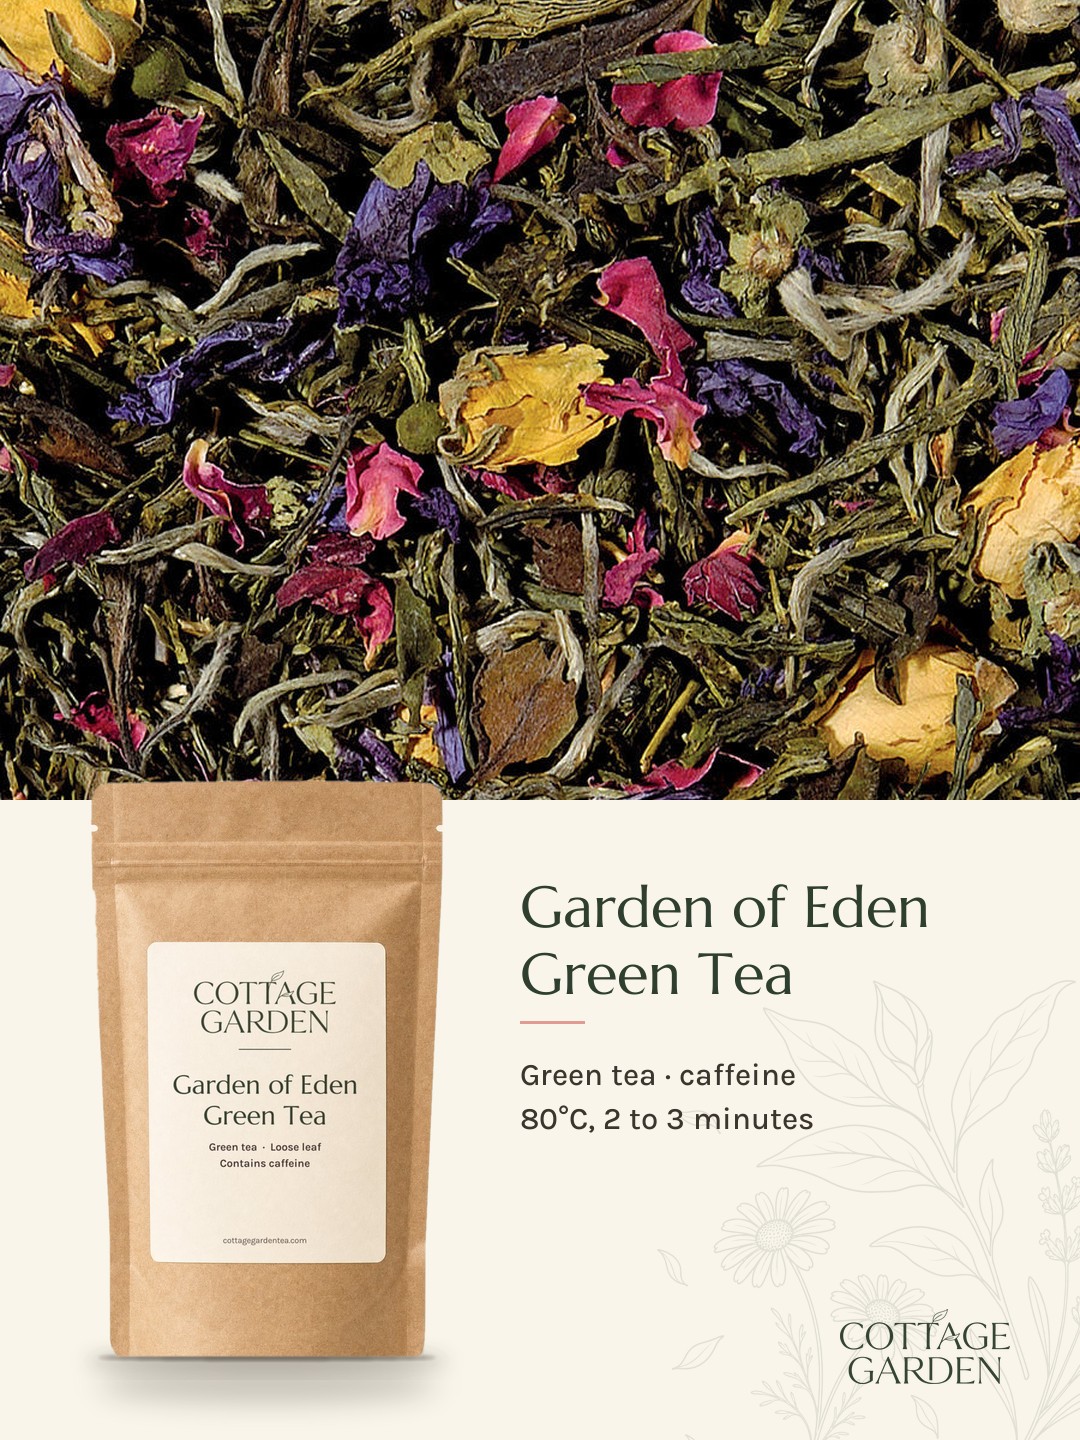 COTTAGE
GARDEN
Garden of Eden
Green Tea
Green tea · Loose leaf
Contains caffeine
cottagegardentea.com
Garden of Eden
Green Tea
Green tea · caffeine
80°C, 2 to 3 minutes
COTTAGE
GARDEN